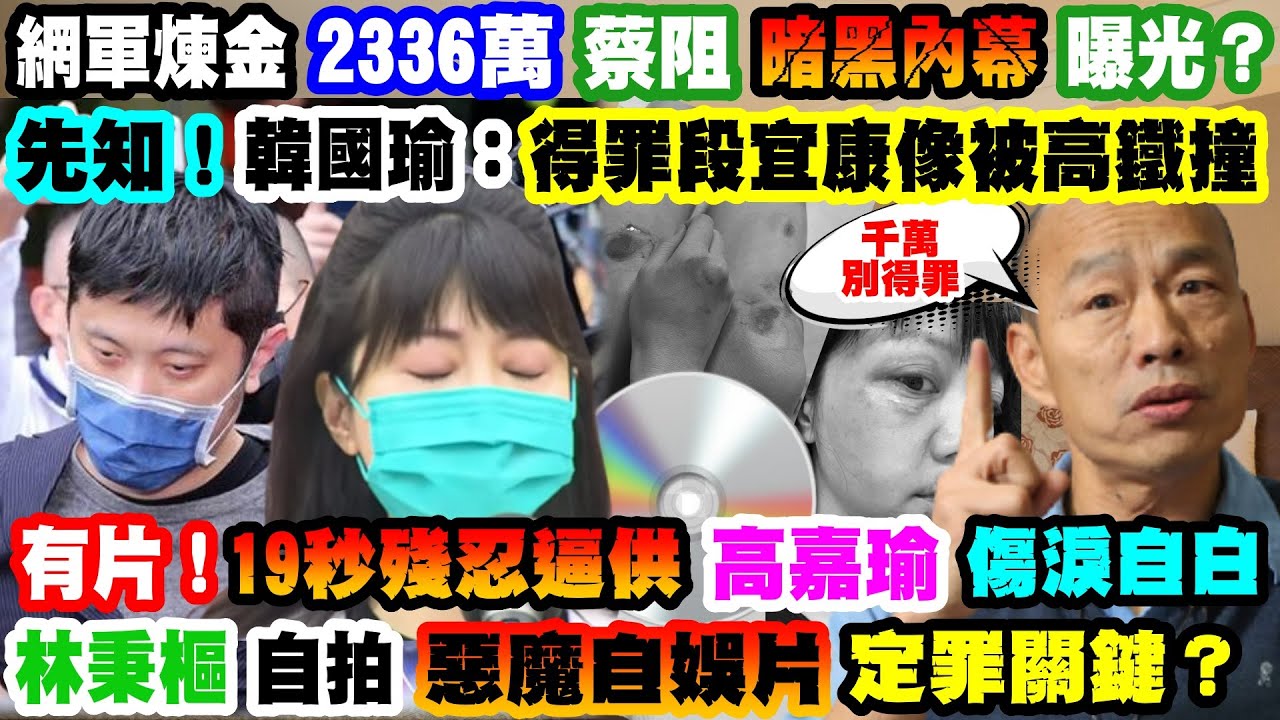 網軍煉金 2336萬 蔡阻 暗黑內幕 曝光？
先知！韓國瑜：得罪段宜康像被高鐵撞
千萬
別得罪
有片！19秒殘忍逼供 高嘉瑜 傷淚自白
林秉樞 自拍 惡魔自娛片 定罪關鍵？